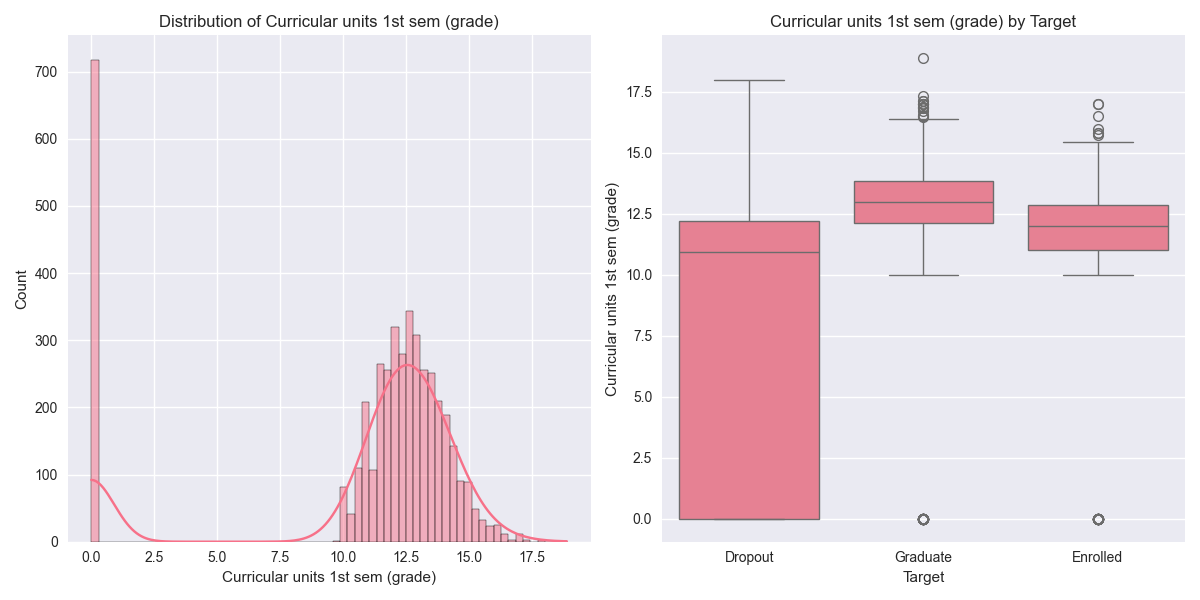 Distribution of Curricular units 1st sem (grade)
Count
700
600
500
400
300
200
100
0
0.0 2.5 5.0 7.5 10.0 12.5 15.0 17.5
Curricular units 1st sem (grade)
Curricular units 1st sem (grade) by Target
Curricular units 1st sem (grade)
17.5
15.0
12.5
10.0
7.5
5.0
2.5
0.0
Dropout Graduate Enrolled
Target